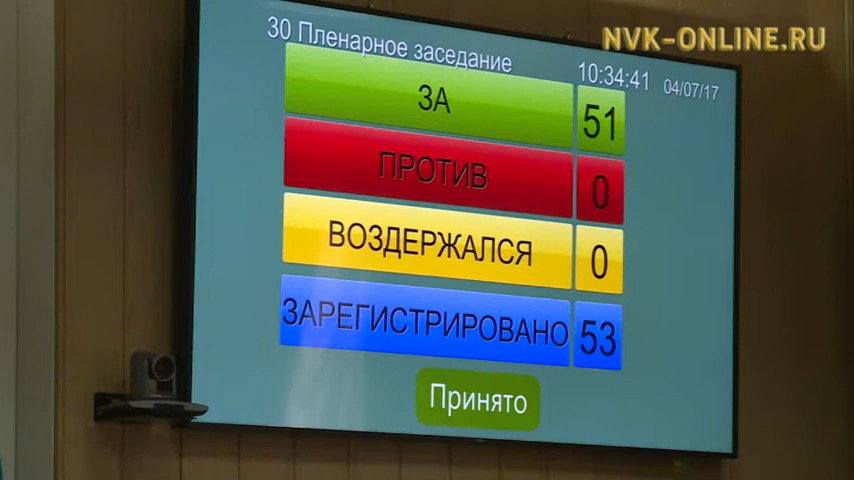 NVK-ONLINE.RU
30 Пленарное заседание 10:34:41 04/07/17
ЗА 51
ПРОТИВ 0
ВОЗДЕРЖАЛСЯ 0
ЗАРЕГИСТРИРОВАНО 53
Принято